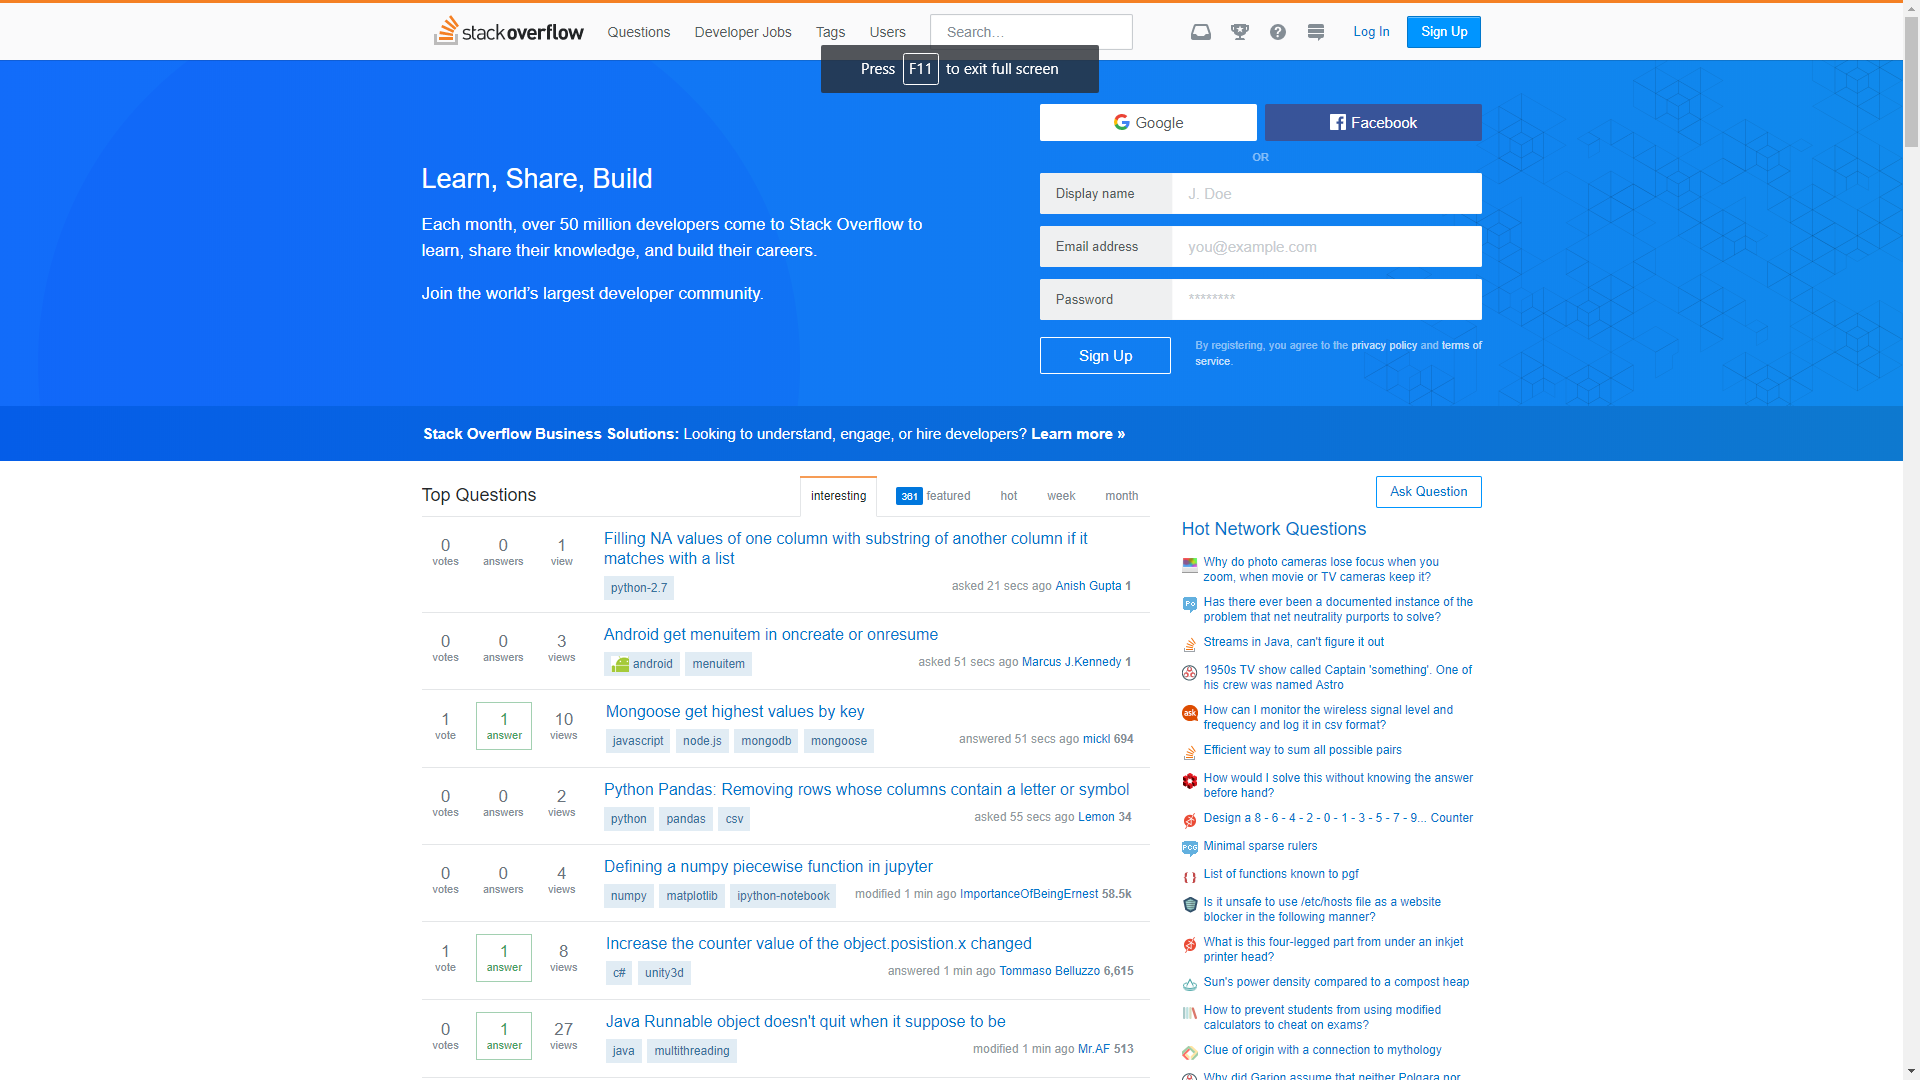 stack overflow
Questions
Developer Jobs
Tags
Users
Search...
Log In
Sign Up
Press F11 to exit full screen
Google
Facebook
OR
Learn, Share, Build
Each month, over 50 million developers come to Stack Overflow to
learn, share their knowledge, and build their careers.
Join the world's largest developer community.
Display name
J. Doe
Email address
you@example.com
Password
********
Sign Up
By registering, you agree to the privacy policy and terms of
service.
Stack Overflow Business Solutions: Looking to understand, engage, or hire developers? Learn more »
Top Questions
interesting
361 featured
hot
week
month
Ask Question
0 votes
0 answers
1 view
Filling NA values of one column with substring of another column if it
matches with a list
python-2.7
asked 21 secs ago Anish Gupta 1
0 votes
0 answers
3 views
Android get menuitem in oncreate or onresume
android
menuitem
asked 51 secs ago Marcus J.Kennedy 1
1 vote
1 answer
10 views
Mongoose get highest values by key
javascript
node.js
mongodb
mongoose
answered 51 secs ago mickl 694
0 votes
0 answers
2 views
Python Pandas: Removing rows whose columns contain a letter or symbol
python
pandas
csv
asked 55 secs ago Lemon 34
0 votes
0 answers
4 views
Defining a numpy piecewise function in jupyter
numpy
matplotlib
ipython-notebook
modified 1 min ago ImportanceOfBeingErnest 58.5k
1 vote
1 answer
8 views
Increase the counter value of the object.posistion.x changed
c#
unity3d
answered 1 min ago Tommaso Belluzzo 6,615
0 votes
1 answer
27 views
Java Runnable object doesn't quit when it suppose to be
java
multithreading
modified 1 min ago Mr.AF 513
Hot Network Questions
Why do photo cameras lose focus when you
zoom, when movie or TV cameras keep it?
Po
Has there ever been a documented instance of the
problem that net neutrality purports to solve?
Streams in Java, can't figure it out
1950s TV show called Captain 'something'. One of
his crew was named Astro
ask
How can I monitor the wireless signal level and
frequency and log it in csv format?
Efficient way to sum all possible pairs
How would I solve this without knowing the answer
before hand?
Design a 8 - 6 - 4 - 2 - 0 - 1 - 3 - 5 - 7 - 9... Counter
PCG
Minimal sparse rulers
List of functions known to pgf
Is it unsafe to use /etc/hosts file as a website
blocker in the following manner?
What is this four-legged part from under an inkjet
printer head?
Sun's power density compared to a compost heap
How to prevent students from using modified
calculators to cheat on exams?
Clue of origin with a connection to mythology
Why did Garion assume that neither Polgara nor